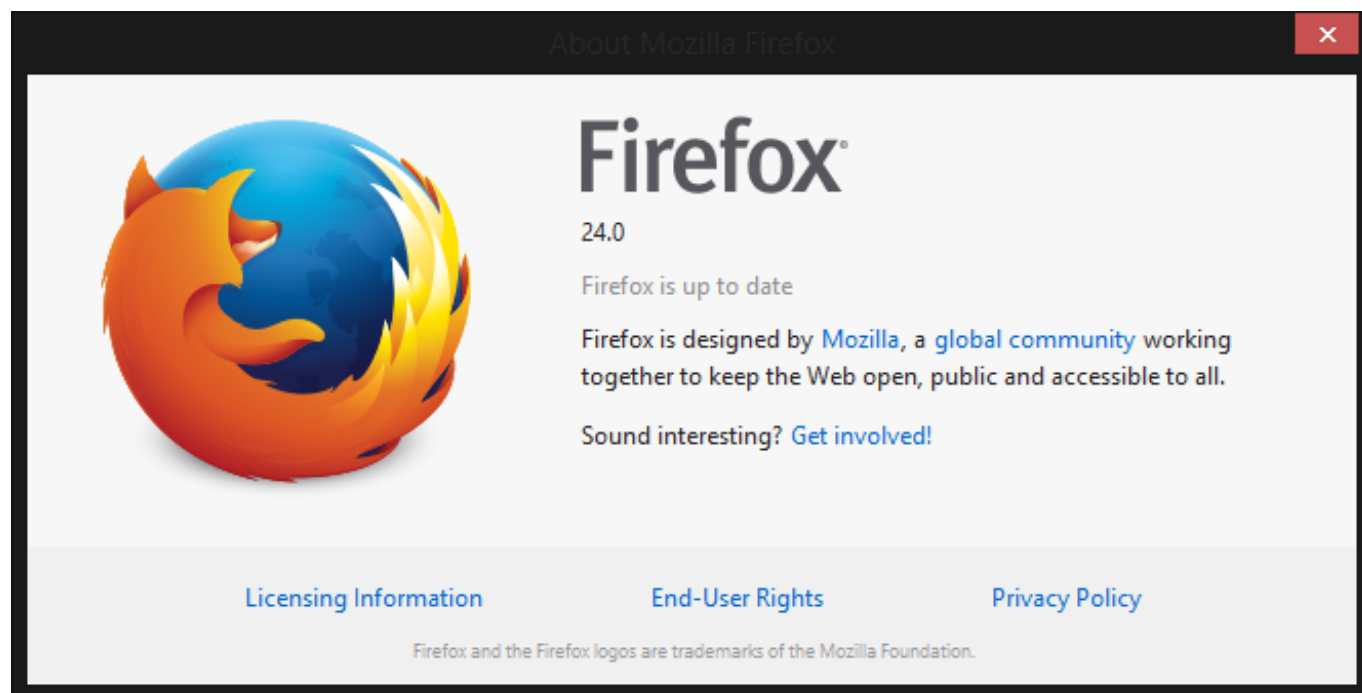 About Mozilla Firefox
Firefox®
24.0
Firefox is up to date
Firefox is designed by Mozilla, a global community working
together to keep the Web open, public and accessible to all.
Sound interesting? Get involved!
Licensing Information End-User Rights Privacy Policy
Firefox and the Firefox logos are trademarks of the Mozilla Foundation.